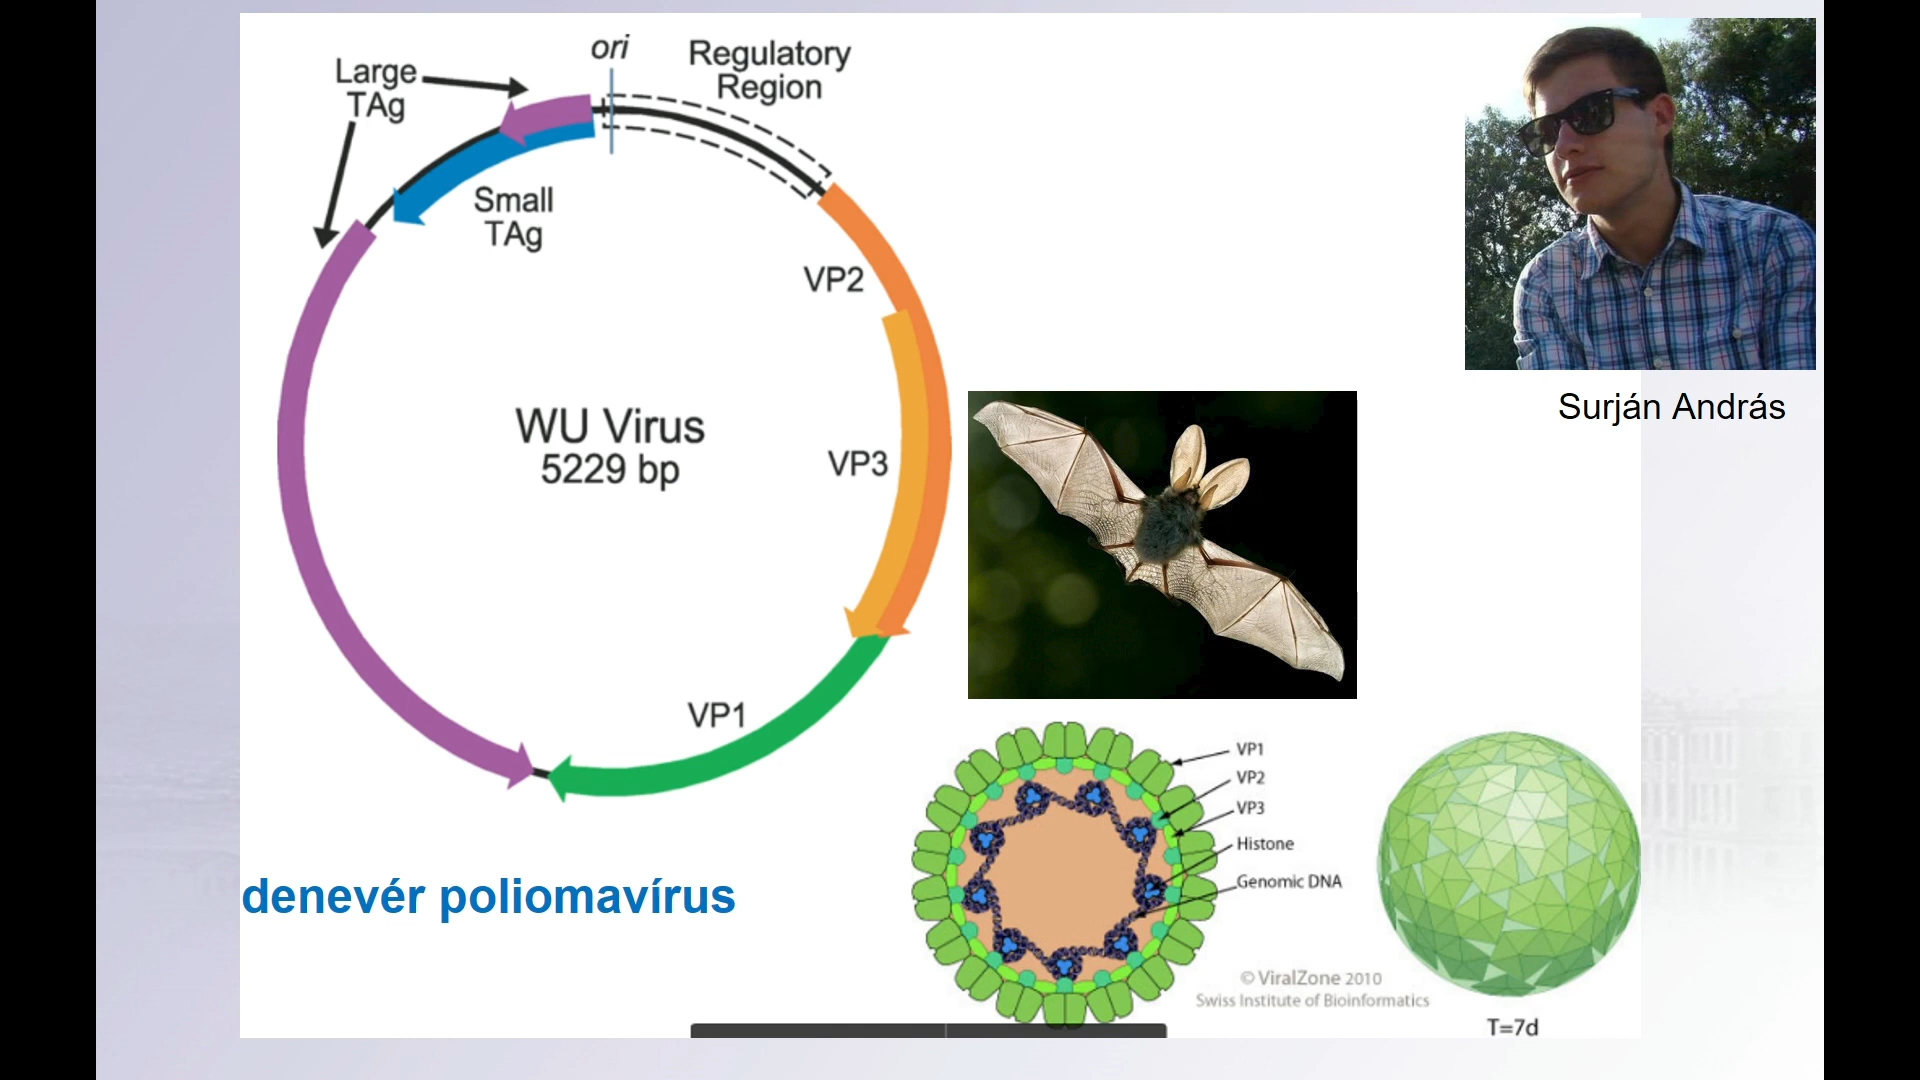 ori
Regulatory
Region
Large
TAg
Small
TAg
VP2
WU Virus
5229 bp
VP3
VP1
Surján András
denevér poliomavírus
VP1
VP2
VP3
Histone
Genomic DNA
© ViralZone 2010
Swiss Institute of Bioinformatics
T=7d